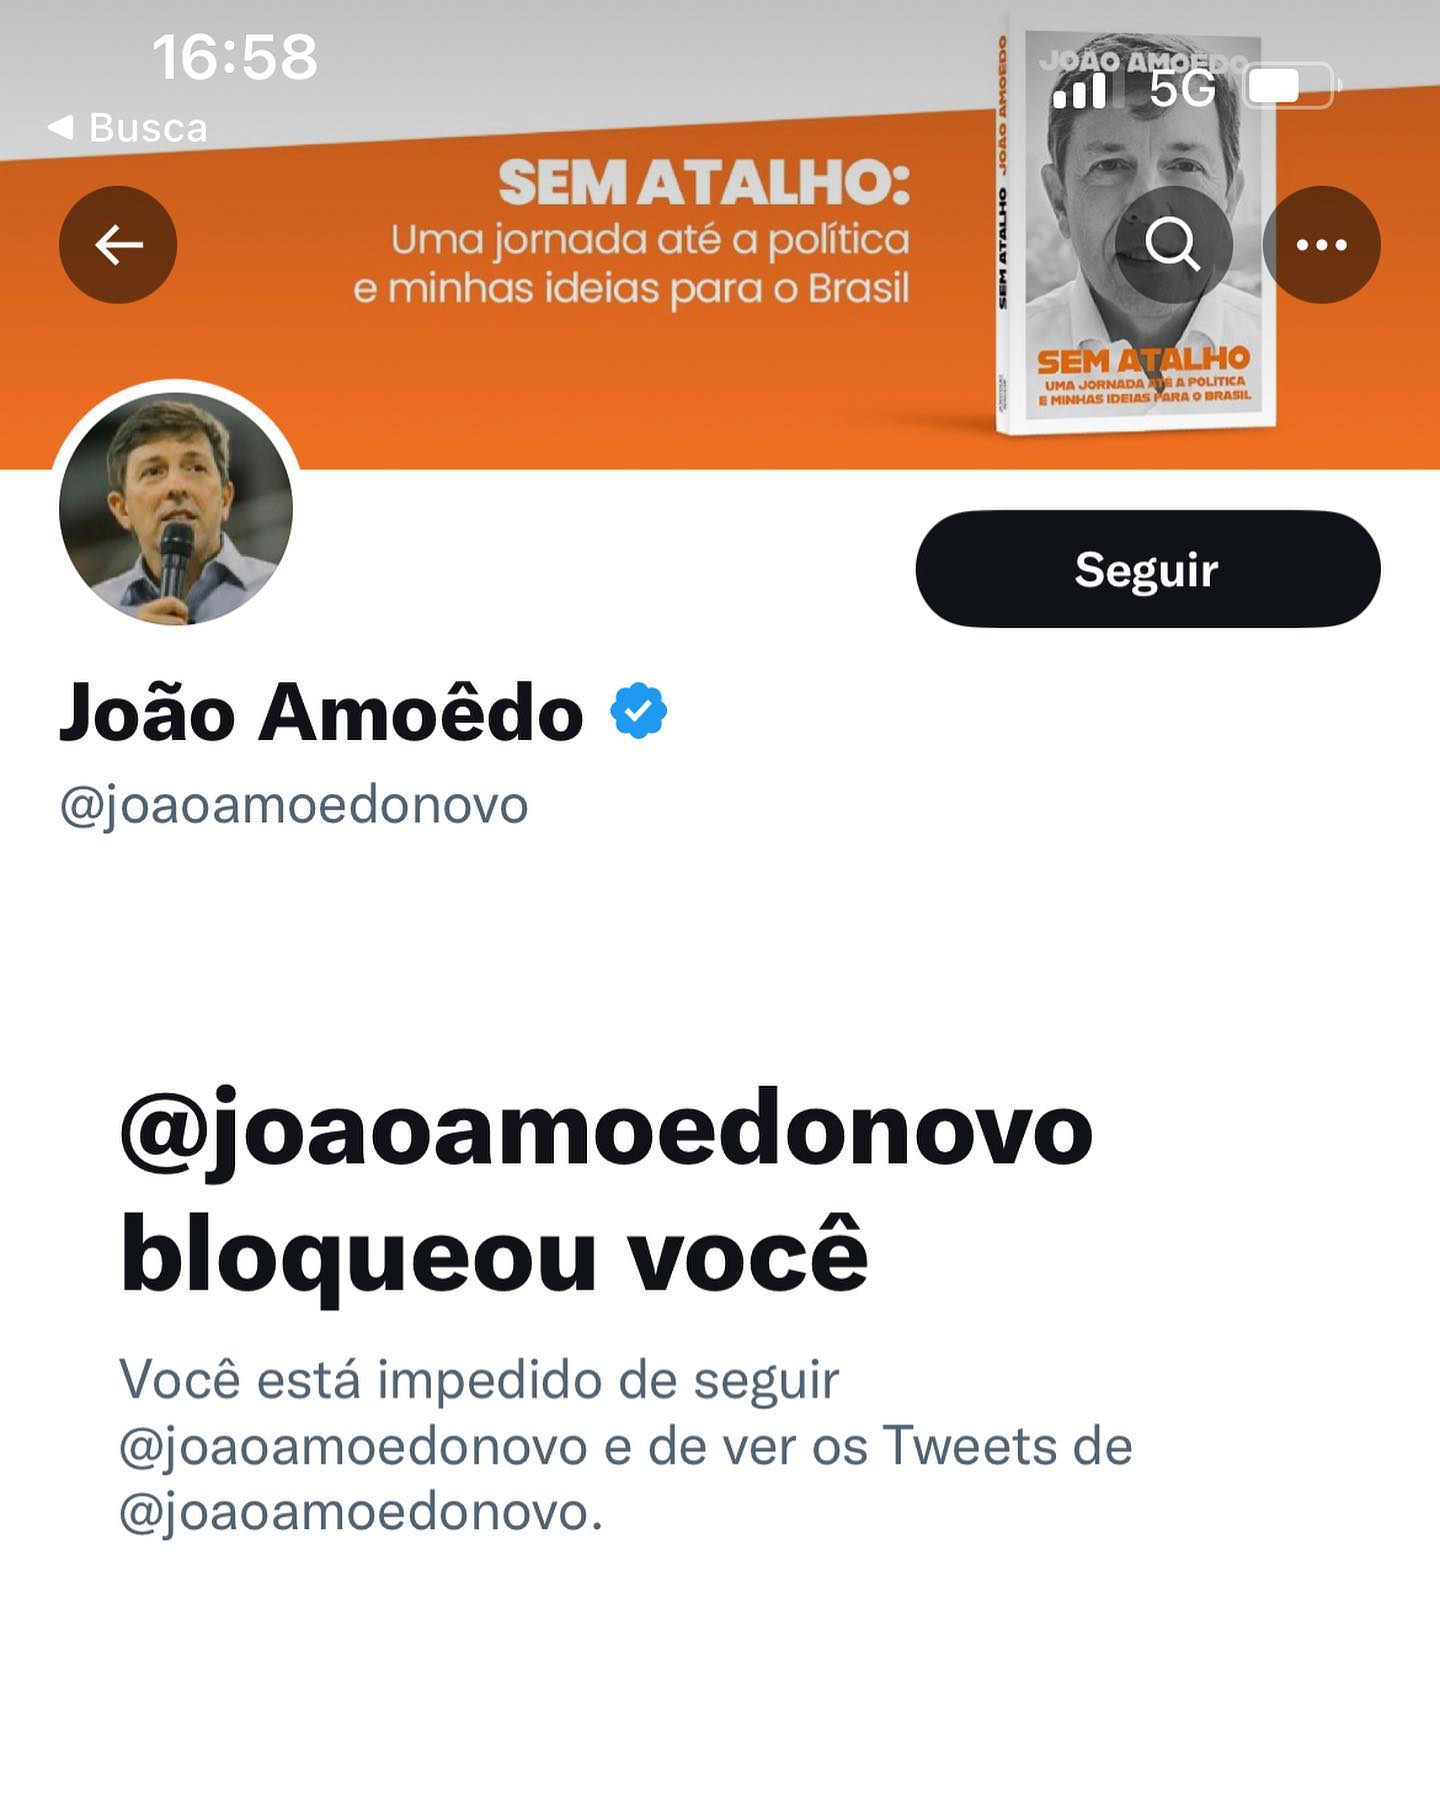 16:58
5G
Busca
SEM ATALHO:
Uma jornada até a política
e minhas ideias para o Brasil
JOÃO AMOÊDO
SEM ATALHO JOÃO AMOÊDO
SEM ATALHO
UMA JORNADA ATÉ A POLÍTICA
E MINHAS IDEIAS PARA O BRASIL
Seguir
João Amoêdo
@joaoamoedonovo
@joaoamoedonovo
bloqueou você
Você está impedido de seguir
@joaoamoedonovo e de ver os Tweets de
@joaoamoedonovo.